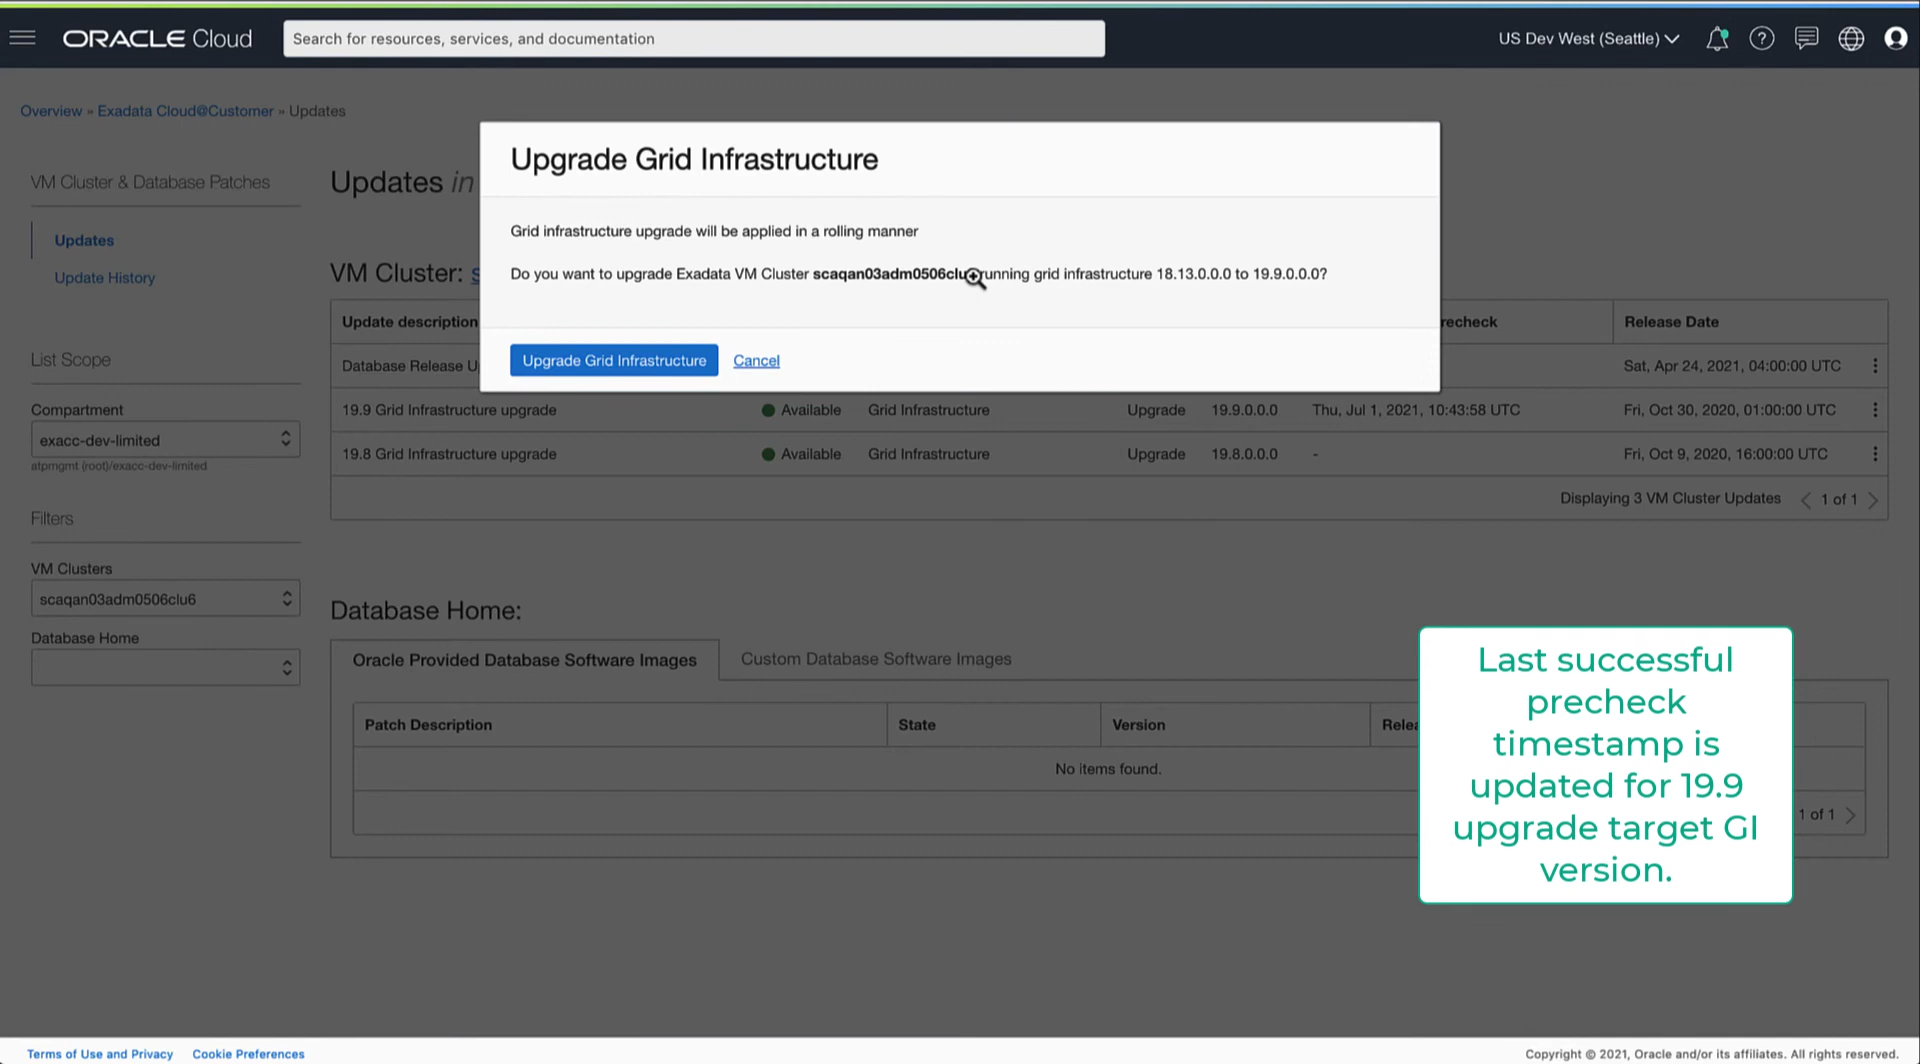 ORACLE Cloud
Search for resources, services, and documentation
US Dev West (Seattle)
Overview » Exadata Cloud@Customer » Updates
VM Cluster & Database Patches
Updates
Update History
List Scope
Compartment
exacc-dev-limited
atpmgmt (root)/exacc-dev-limited
Filters
VM Clusters
scaqan03adm0506clu6
Database Home
Updates in
VM Cluster:
Upgrade Grid Infrastructure
Grid infrastructure upgrade will be applied in a rolling manner
Do you want to upgrade Exadata VM Cluster scaqan03adm0506clu running grid infrastructure 18.13.0.0.0 to 19.9.0.0.0?
Upgrade Grid Infrastructure Cancel
Update description recheck Release Date
Database Release U Sat, Apr 24, 2021, 04:00:00 UTC
19.9 Grid Infrastructure upgrade Available Grid Infrastructure Upgrade 19.9.0.0.0 Thu, Jul 1, 2021, 10:43:58 UTC Fri, Oct 30, 2020, 01:00:00 UTC
19.8 Grid Infrastructure upgrade Available Grid Infrastructure Upgrade 19.8.0.0.0 - Fri, Oct 9, 2020, 16:00:00 UTC
Displaying 3 VM Cluster Updates < 1 of 1 >
Database Home:
Oracle Provided Database Software Images Custom Database Software Images
Patch Description State Version Relea
No items found.
1 of 1 >
Last successful
precheck
timestamp is
updated for 19.9
upgrade target GI
version.
Terms of Use and Privacy Cookie Preferences
Copyright © 2021, Oracle and/or its affiliates. All rights reserved.